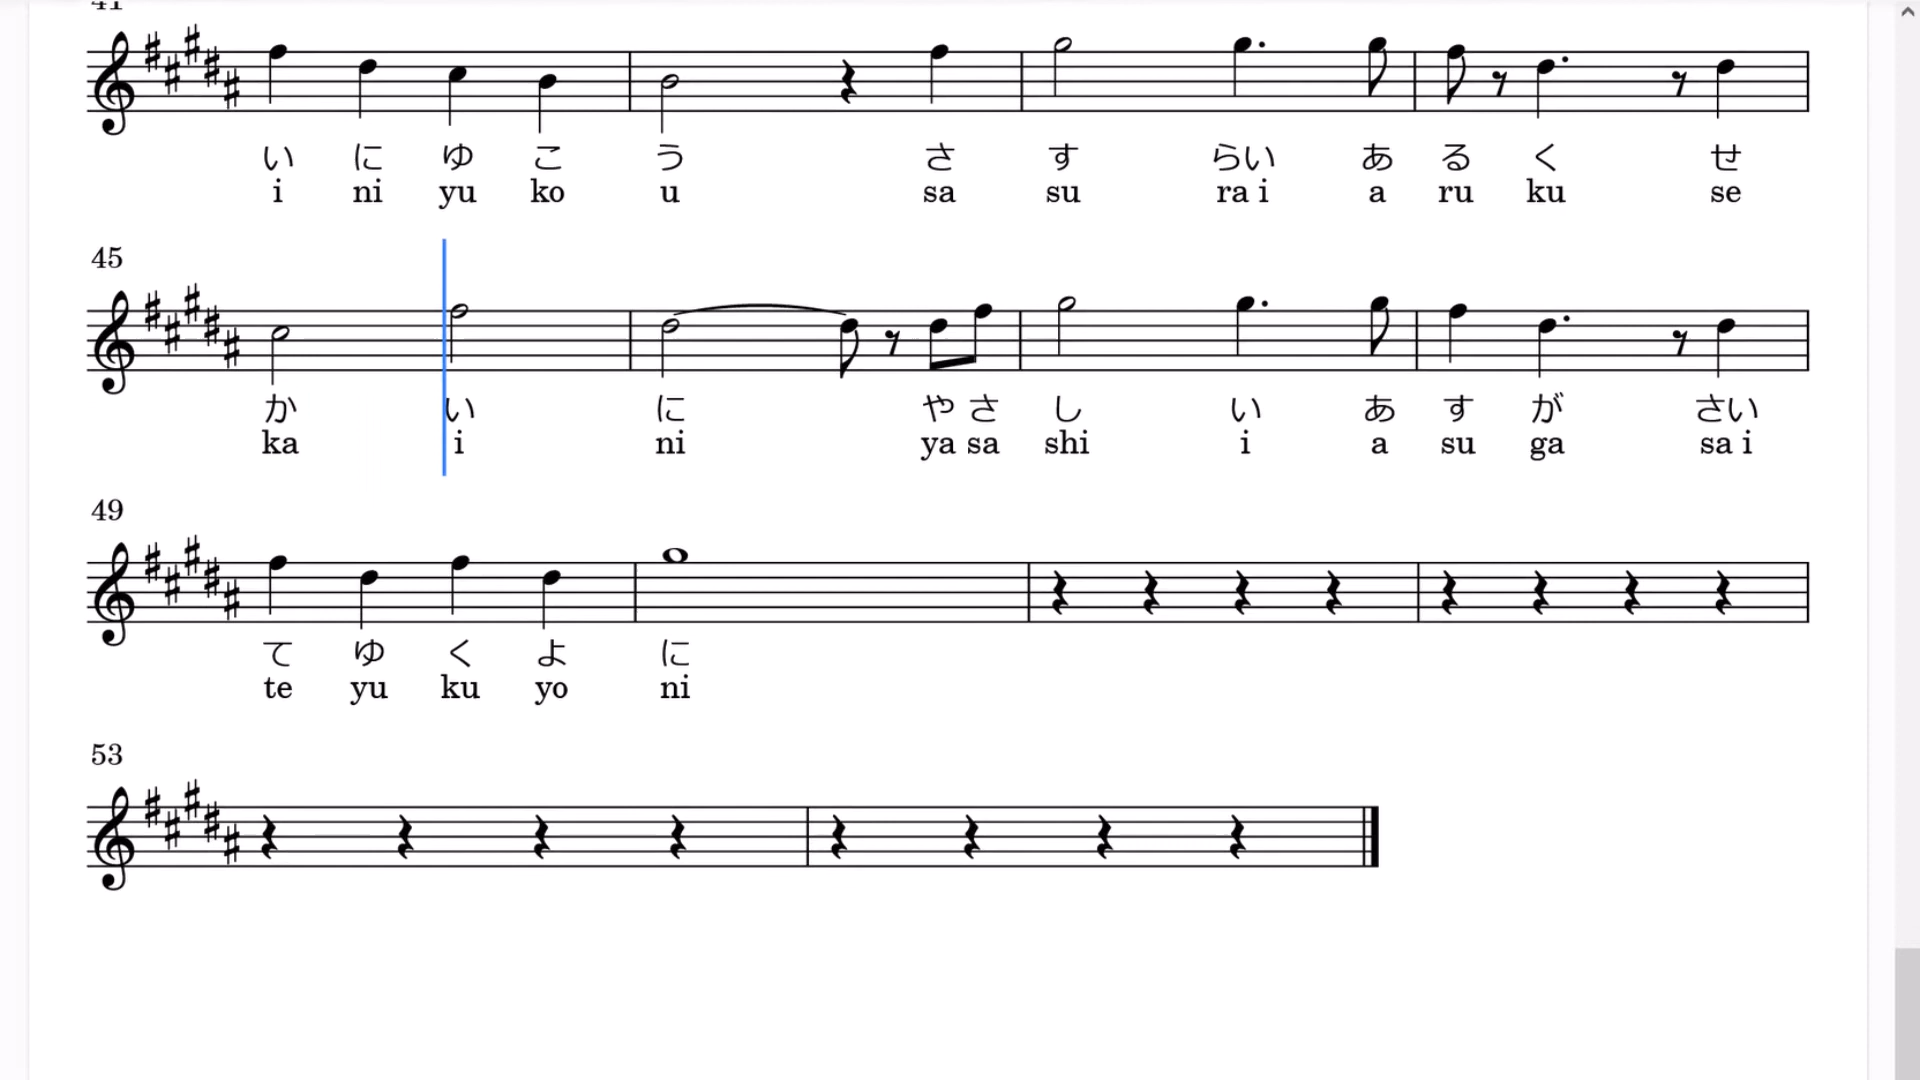 41
い に ゆ こ う さ す らい あ る く せ
i ni yu ko u sa su ra i a ru ku se
45
か い に や さ し い あ す が さい
ka i ni ya sa shi i a su ga sa i
49
て ゆ く よ に
te yu ku yo ni
53